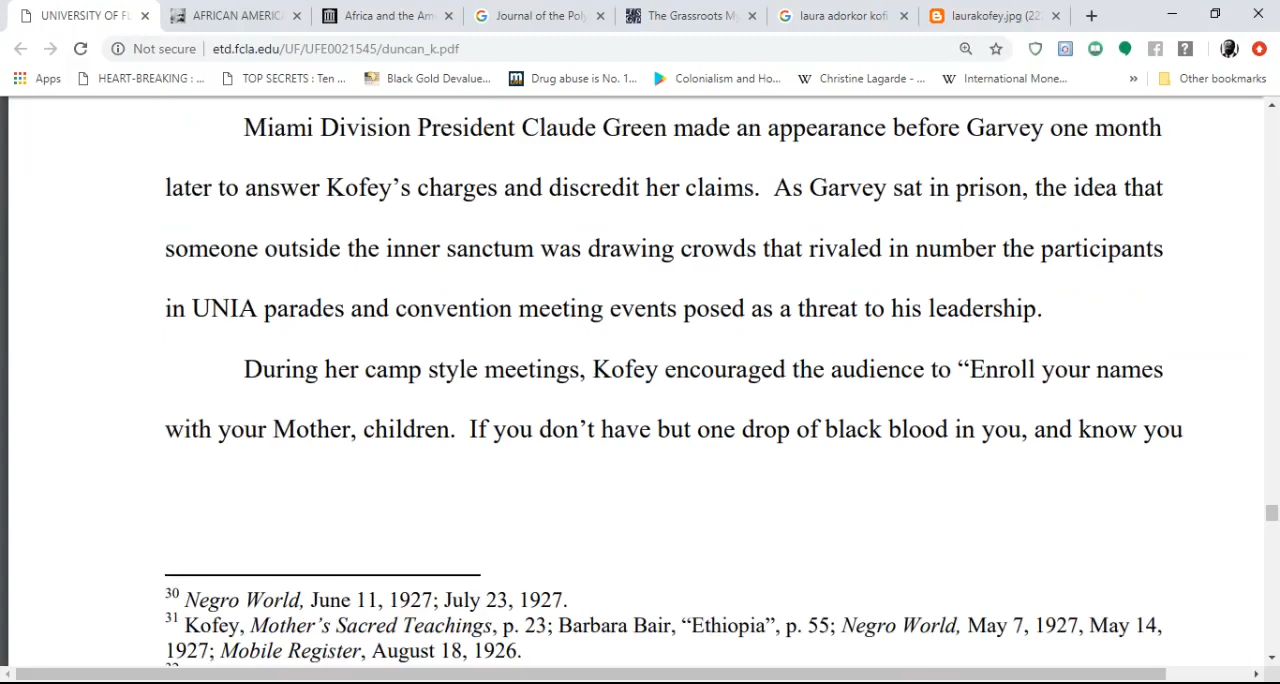 UNIVERSITY OF FL
AFRICAN AMERIC
Africa and the Am
Journal of the Pol
The Grassroots M
laura adorkor kofi
laurakofey.jpg (22
Not secure
etd.fcla.edu/UF/UFE0021545/duncan_k.pdf
Apps
HEART-BREAKING : ...
TOP SECRETS : Ten ...
Black Gold Devalue...
Drug abuse is No. 1...
Colonialism and Ho...
Christine Lagarde - ...
International Mone...
»
Other bookmarks
Miami Division President Claude Green made an appearance before Garvey one month
later to answer Kofey’s charges and discredit her claims.  As Garvey sat in prison, the idea that
someone outside the inner sanctum was drawing crowds that rivaled in number the participants
in UNIA parades and convention meeting events posed as a threat to his leadership.
During her camp style meetings, Kofey encouraged the audience to “Enroll your names
with your Mother, children.  If you don’t have but one drop of black blood in you, and know you
30 Negro World, June 11, 1927; July 23, 1927.
31 Kofey, Mother’s Sacred Teachings, p. 23; Barbara Bair, “Ethiopia”, p. 55; Negro World, May 7, 1927, May 14,
1927; Mobile Register, August 18, 1926.